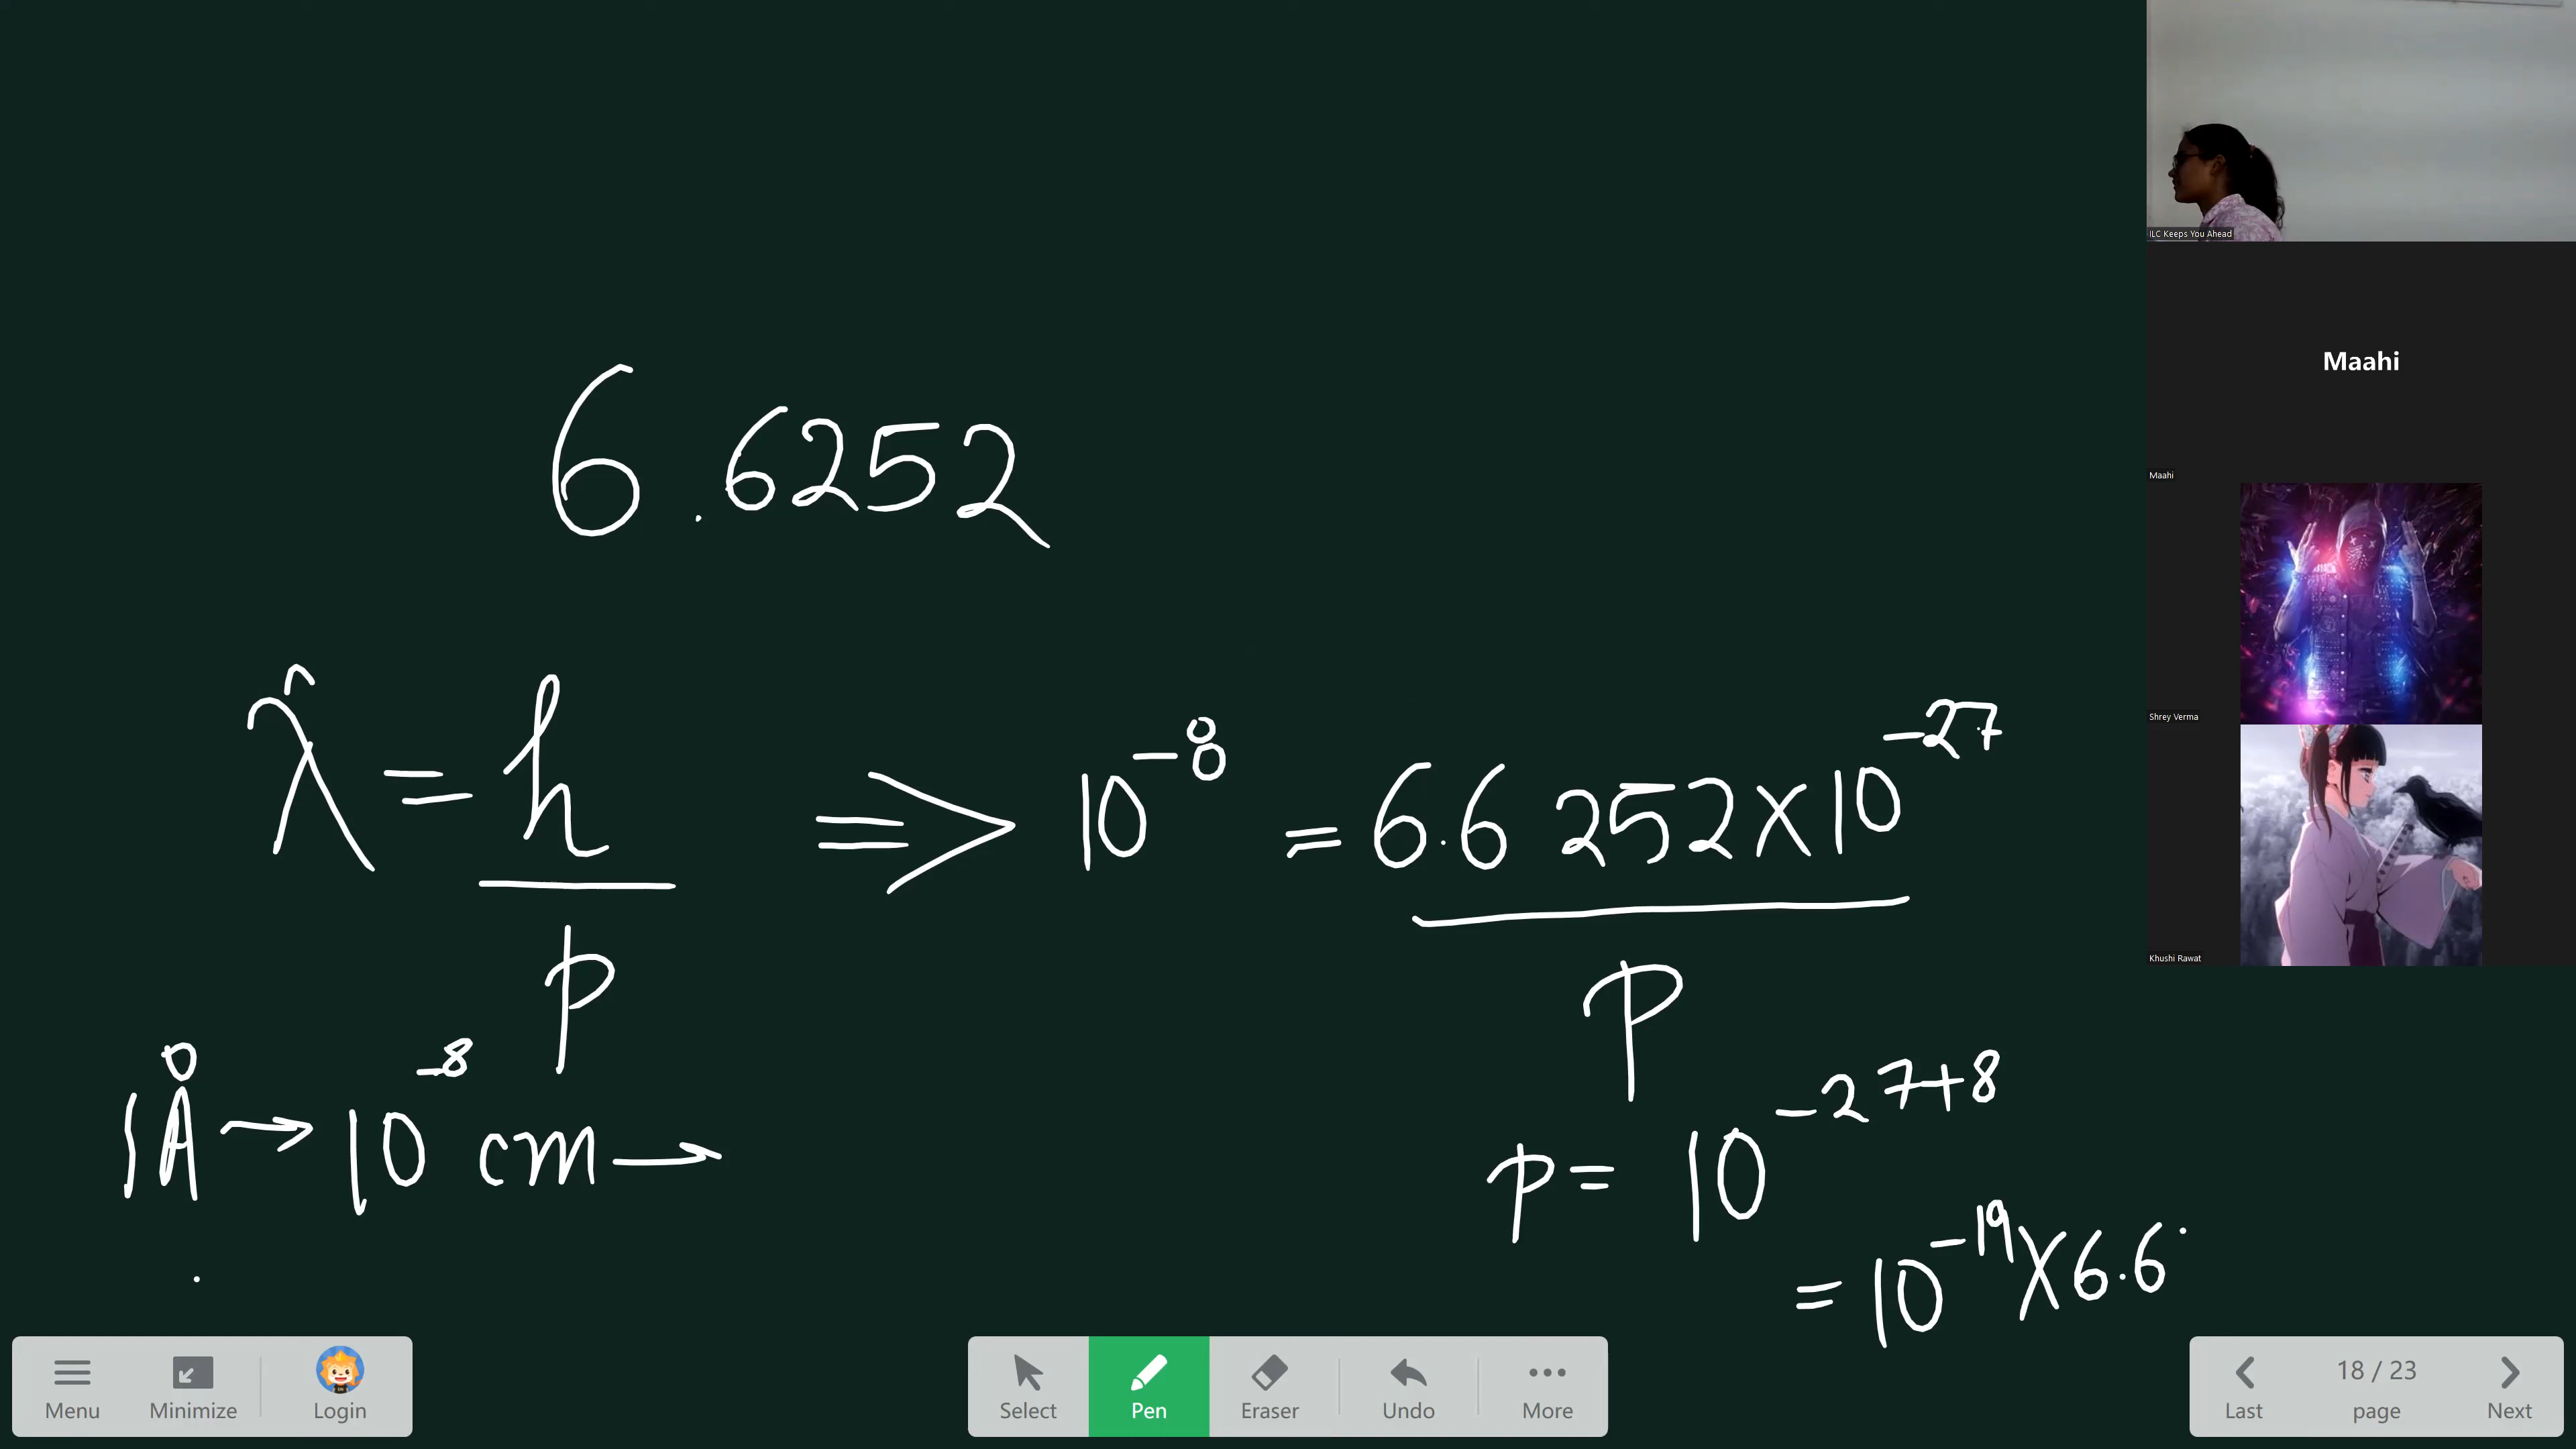 ILC Keeps You Ahead
Maahi
Maahi
6.6252
Shrey Verma
λ = h/p ⇒ 10⁻⁸ = 6.6252 × 10⁻²⁷ / p
Khushi Rawat
1Å → 10⁻⁸ cm →
p = 10⁻²⁷⁺⁸
= 10⁻¹⁹ × 6.6
Menu Minimize Login
Select Pen Eraser Undo More
18 / 23
Last page Next